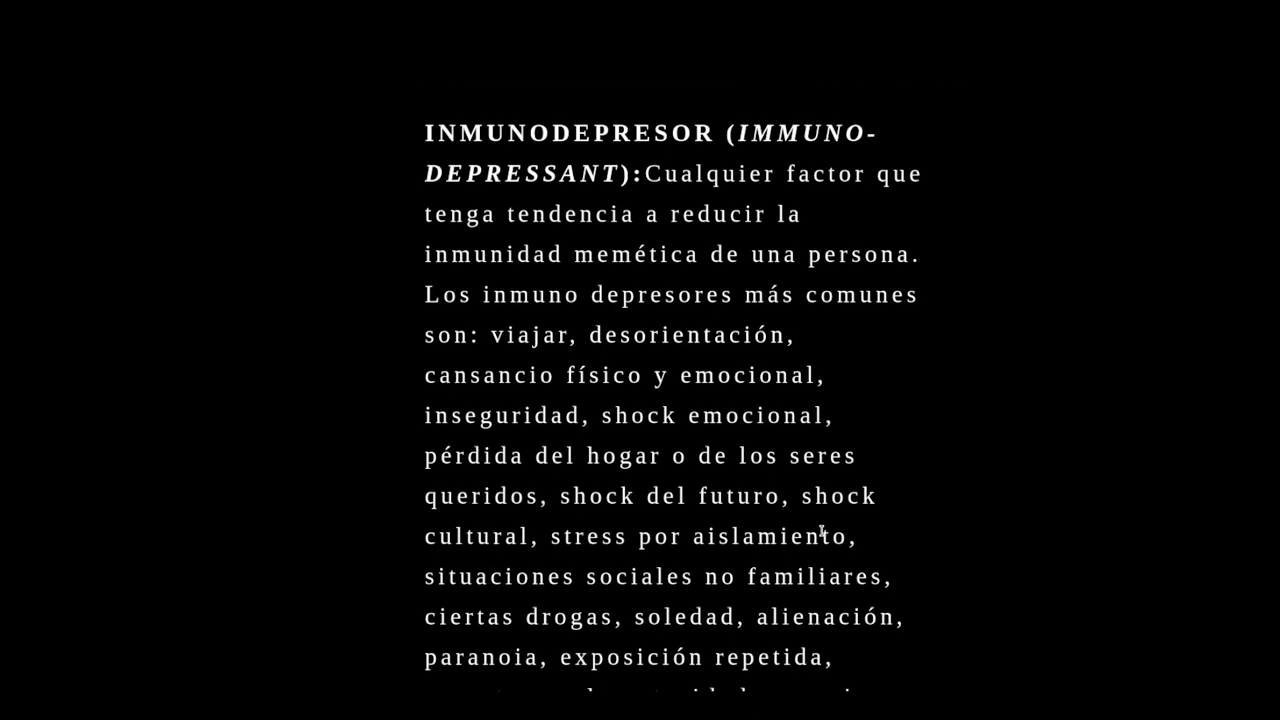 INMUNODEPRESOR (IMMUNO-
DEPRESSANT):Cualquier factor que
tenga tendencia a reducir la
inmunidad memética de una persona.
Los inmuno depresores más comunes
son: viajar, desorientación,
cansancio físico y emocional,
inseguridad, shock emocional,
pérdida del hogar o de los seres
queridos, shock del futuro, shock
cultural, stress por aislamiento,
situaciones sociales no familiares,
ciertas drogas, soledad, alienación,
paranoia, exposición repetida,